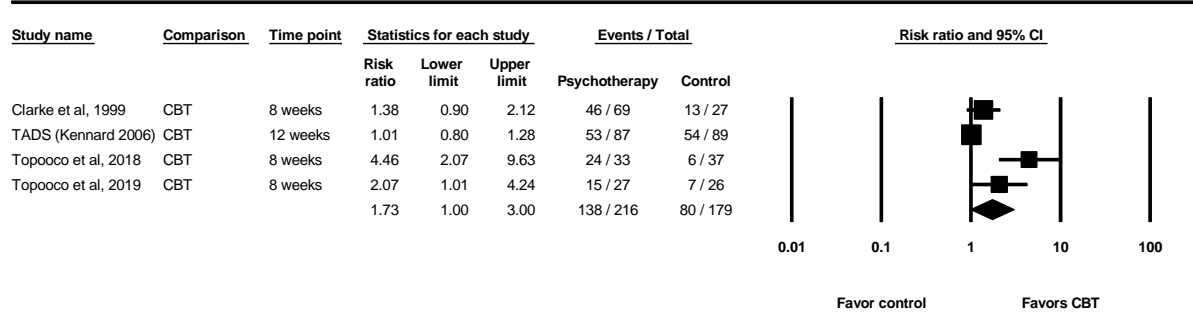 Study name Comparison Time point Statistics for each study Events / Total Risk ratio and 95% CI
Risk ratio Lower limit Upper limit Psychotherapy Control
Clarke et al, 1999 CBT 8 weeks 1.38 0.90 2.12 46 / 69 13 / 27
TADS (Kennard 2006) CBT 12 weeks 1.01 0.80 1.28 53 / 87 54 / 89
Topooco et al, 2018 CBT 8 weeks 4.46 2.07 9.63 24 / 33 6 / 37
Topooco et al, 2019 CBT 8 weeks 2.07 1.01 4.24 15 / 27 7 / 26
1.73 1.00 3.00 138 / 216 80 / 179
0.01 0.1 1 10 100
Favor control Favors CBT